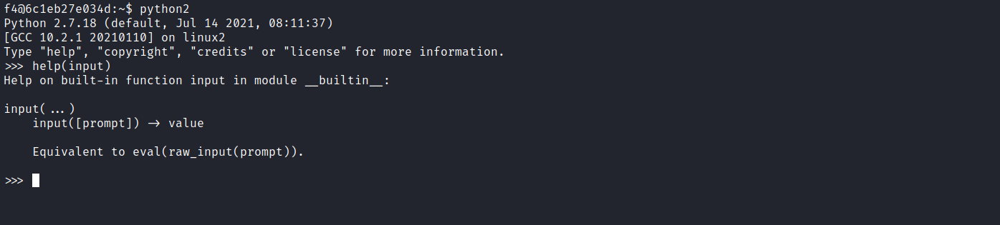 f4@6c1eb27e034d:~$ python2
Python 2.7.18 (default, Jul 14 2021, 08:11:37)
[GCC 10.2.1 20210110] on linux2
Type "help", "copyright", "credits" or "license" for more information.
>>> help(input)
Help on built-in function input in module __builtin__:
input(...)
input([prompt]) -> value
Equivalent to eval(raw_input(prompt)).
>>>